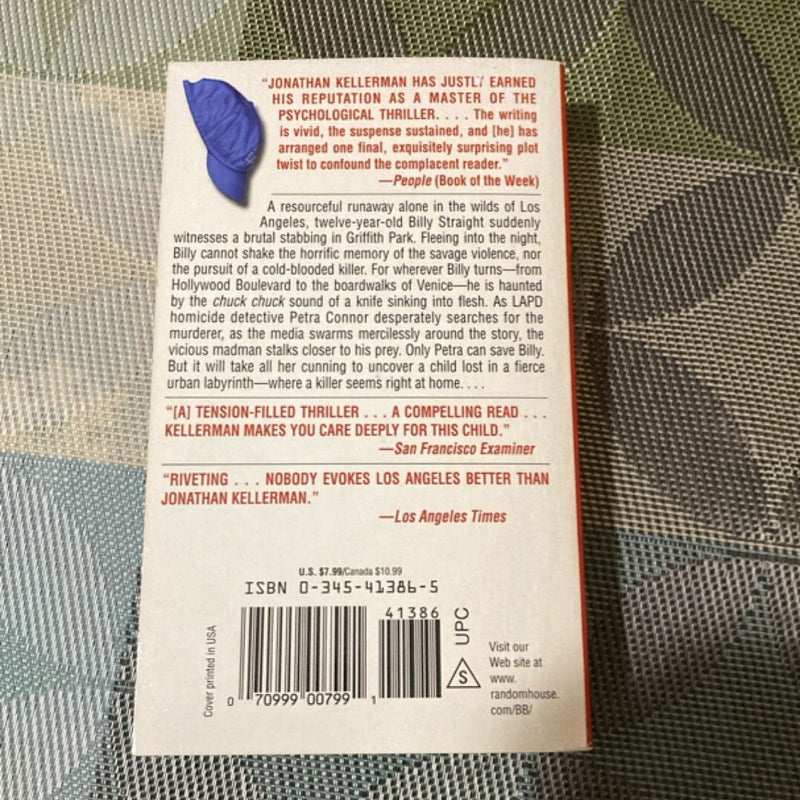 “JONATHAN KELLERMAN HAS JUSTLY EARNED
HIS REPUTATION AS A MASTER OF THE
PSYCHOLOGICAL THRILLER. . . . The writing
is vivid, the suspense sustained, and [he] has
arranged one final, exquisitely surprising plot
twist to confound the complacent reader.”
—People (Book of the Week)
A resourceful runaway alone in the wilds of Los
Angeles, twelve-year-old Billy Straight suddenly
witnesses a brutal stabbing in Griffith Park. Fleeing into the night,
Billy cannot shake the horrific memory of the savage violence, nor
the pursuit of a cold-blooded killer. For wherever Billy turns—from
Hollywood Boulevard to the boardwalks of Venice—he is haunted
by the chuck chuck sound of a knife sinking into flesh. As LAPD
homicide detective Petra Connor desperately searches for the
murderer, as the media swarms mercilessly around the story, the
vicious madman stalks closer to his prey. Only Petra can save Billy.
But it will take all her cunning to uncover a child lost in a fierce
urban labyrinth—where a killer seems right at home. . . .
“[A] TENSION-FILLED THRILLER . . . A COMPELLING READ . . .
KELLERMAN MAKES YOU CARE DEEPLY FOR THIS CHILD.”
—San Francisco Examiner
“RIVETING . . . NOBODY EVOKES LOS ANGELES BETTER THAN
JONATHAN KELLERMAN.”
—Los Angeles Times
U.S. $7.99/Canada $10.99
ISBN 0-345-41386-5
41386
Cover printed in USA
0 70999 00799 1
UPC
S
Visit our
Web site at
www.
randomhouse.
com/BB/